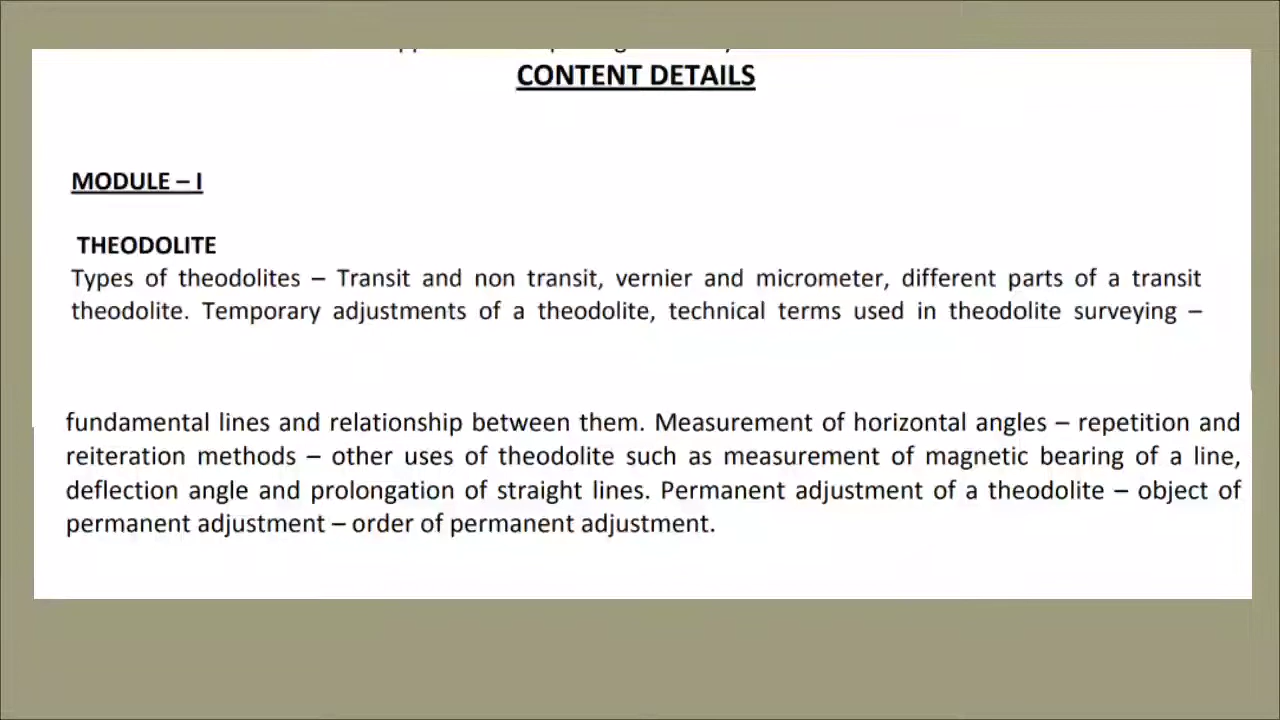 CONTENT DETAILS
MODULE – I
THEODOLITE
Types of theodolites – Transit and non transit, vernier and micrometer, different parts of a transit
theodolite. Temporary adjustments of a theodolite, technical terms used in theodolite surveying –
fundamental lines and relationship between them. Measurement of horizontal angles – repetition and
reiteration methods – other uses of theodolite such as measurement of magnetic bearing of a line,
deflection angle and prolongation of straight lines. Permanent adjustment of a theodolite – object of
permanent adjustment – order of permanent adjustment.